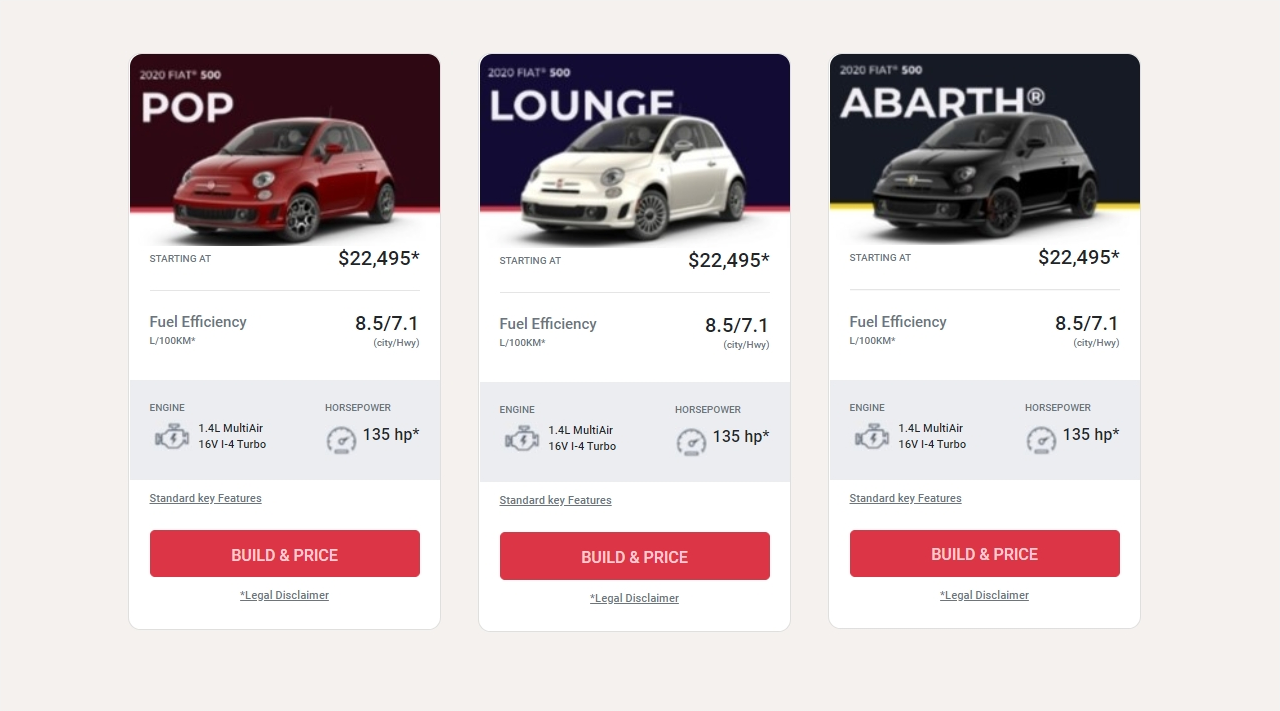 2020 FIAT® 500
POP
STARTING AT
$22,495*
Fuel Efficiency
8.5/7.1
L/100KM*
(city/Hwy)
ENGINE
HORSEPOWER
1.4L MultiAir
16V I-4 Turbo
135 hp*
Standard key Features
BUILD & PRICE
*Legal Disclaimer
2020 FIAT® 500
LOUNGE
STARTING AT
$22,495*
Fuel Efficiency
8.5/7.1
L/100KM*
(city/Hwy)
ENGINE
HORSEPOWER
1.4L MultiAir
16V I-4 Turbo
135 hp*
Standard key Features
BUILD & PRICE
*Legal Disclaimer
2020 FIAT® 500
ABARTH®
STARTING AT
$22,495*
Fuel Efficiency
8.5/7.1
L/100KM*
(city/Hwy)
ENGINE
HORSEPOWER
1.4L MultiAir
16V I-4 Turbo
135 hp*
Standard key Features
BUILD & PRICE
*Legal Disclaimer